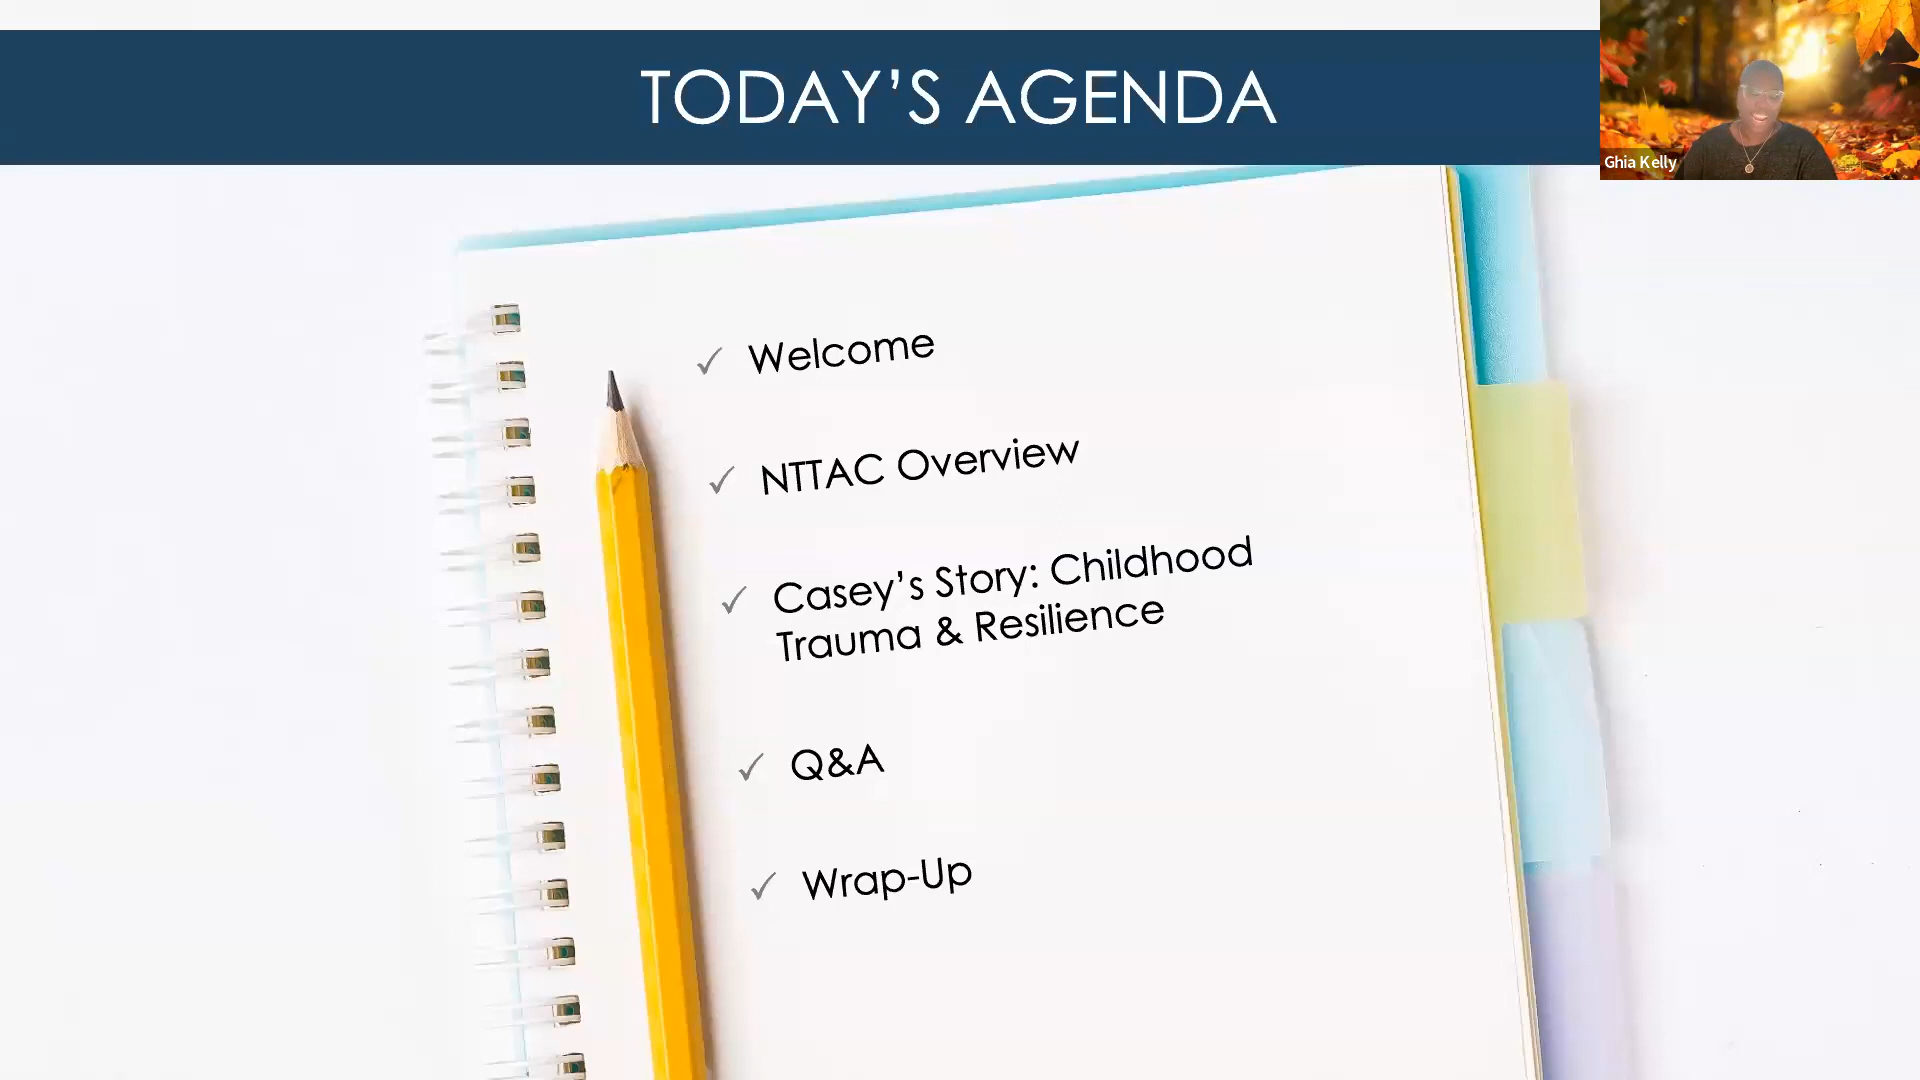 TODAY’S AGENDA
Ghia Kelly
✓ Welcome
✓ NTTAC Overview
✓ Casey’s Story: Childhood
Trauma & Resilience
✓ Q&A
✓ Wrap-Up